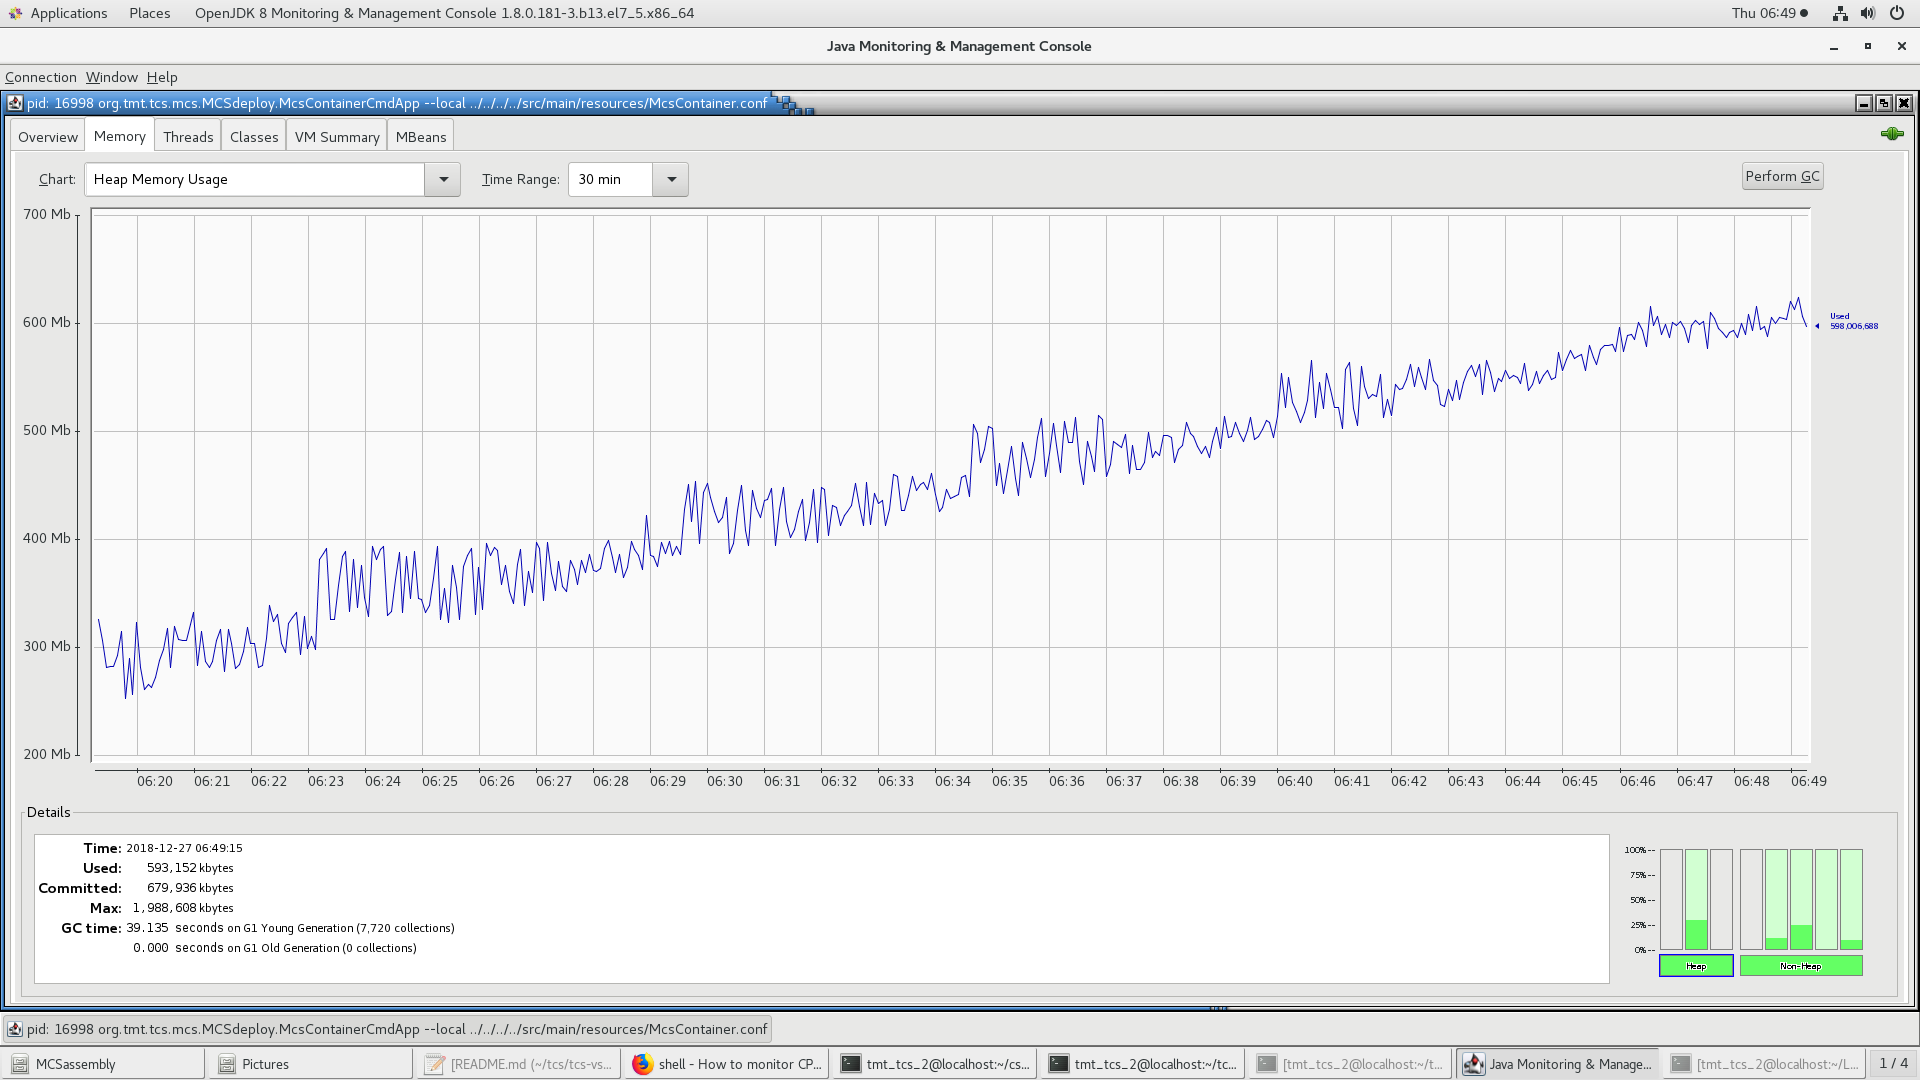 Applications Places OpenJDK 8 Monitoring & Management Console 1.8.0.181-3.b13.el7_5.x86_64 Thu 06:49
Java Monitoring & Management Console
Connection Window Help
pid: 16998 org.tmt.tcs.mcs.MCSdeploy.McsContainerCmdApp --local ../../../../src/main/resources/McsContainer.conf
Overview Memory Threads Classes VM Summary MBeans
Chart: Heap Memory Usage Time Range: 30 min Perform GC
700 Mb
600 Mb
500 Mb
400 Mb
300 Mb
200 Mb
Used
598,006,688
06:20 06:21 06:22 06:23 06:24 06:25 06:26 06:27 06:28 06:29 06:30 06:31 06:32 06:33 06:34 06:35 06:36 06:37 06:38 06:39 06:40 06:41 06:42 06:43 06:44 06:45 06:46 06:47 06:48 06:49
Details
Time: 2018-12-27 06:49:15
Used: 593,152 kbytes
Committed: 679,936 kbytes
Max: 1,988,608 kbytes
GC time: 39.135 seconds on G1 Young Generation (7,720 collections)
0.000 seconds on G1 Old Generation (0 collections)
100%--
75%--
50%--
25%--
0%--
Heap Non-Heap
pid: 16998 org.tmt.tcs.mcs.MCSdeploy.McsContainerCmdApp --local ../../../../src/main/resources/McsContainer.conf
MCSassembly Pictures [README.md (~/tcs/tcs-vs... shell - How to monitor CP... tmt_tcs_2@localhost:~/cs... tmt_tcs_2@localhost:~/tc... [tmt_tcs_2@localhost:~/t... Java Monitoring & Manage... [tmt_tcs_2@localhost:~/L... 1 / 4